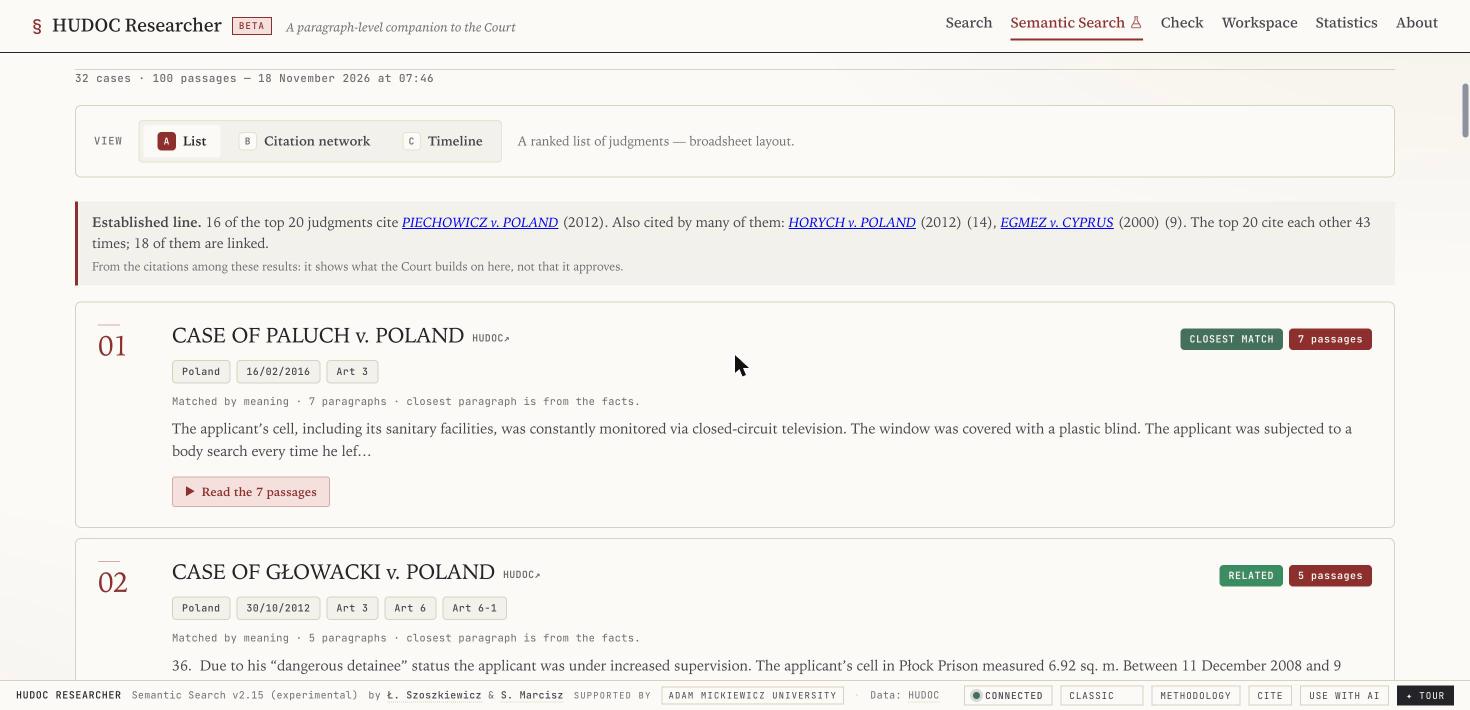 § HUDOC Researcher BETA A paragraph-level companion to the Court Search Semantic Search Check Workspace Statistics About
32 cases · 100 passages — 18 November 2026 at 07:46
VIEW A List B Citation network C Timeline A ranked list of judgments — broadsheet layout.
Established line. 16 of the top 20 judgments cite PIECHOWICZ v. POLAND (2012). Also cited by many of them: HORYCH v. POLAND (2012) (14), EGMEZ v. CYPRUS (2000) (9). The top 20 cite each other 43
times; 18 of them are linked.
From the citations among these results: it shows what the Court builds on here, not that it approves.
01 CASE OF PALUCH v. POLAND HUDOC↗ CLOSEST MATCH 7 passages
Poland 16/02/2016 Art 3
Matched by meaning · 7 paragraphs · closest paragraph is from the facts.
The applicant’s cell, including its sanitary facilities, was constantly monitored via closed-circuit television. The window was covered with a plastic blind. The applicant was subjected to a
body search every time he lef…
▶ Read the 7 passages
02 CASE OF GŁOWACKI v. POLAND HUDOC↗ RELATED 5 passages
Poland 30/10/2012 Art 3 Art 6 Art 6-1
Matched by meaning · 5 paragraphs · closest paragraph is from the facts.
36. Due to his “dangerous detainee” status the applicant was under increased supervision. The applicant’s cell in Płock Prison measured 6.92 sq. m. Between 11 December 2008 and 9
HUDOC RESEARCHER Semantic Search v2.15 (experimental) by Ł. Szoszkiewicz & S. Marcisz SUPPORTED BY ADAM MICKIEWICZ UNIVERSITY · Data: HUDOC CONNECTED CLASSIC METHODOLOGY CITE USE WITH AI ✦ TOUR